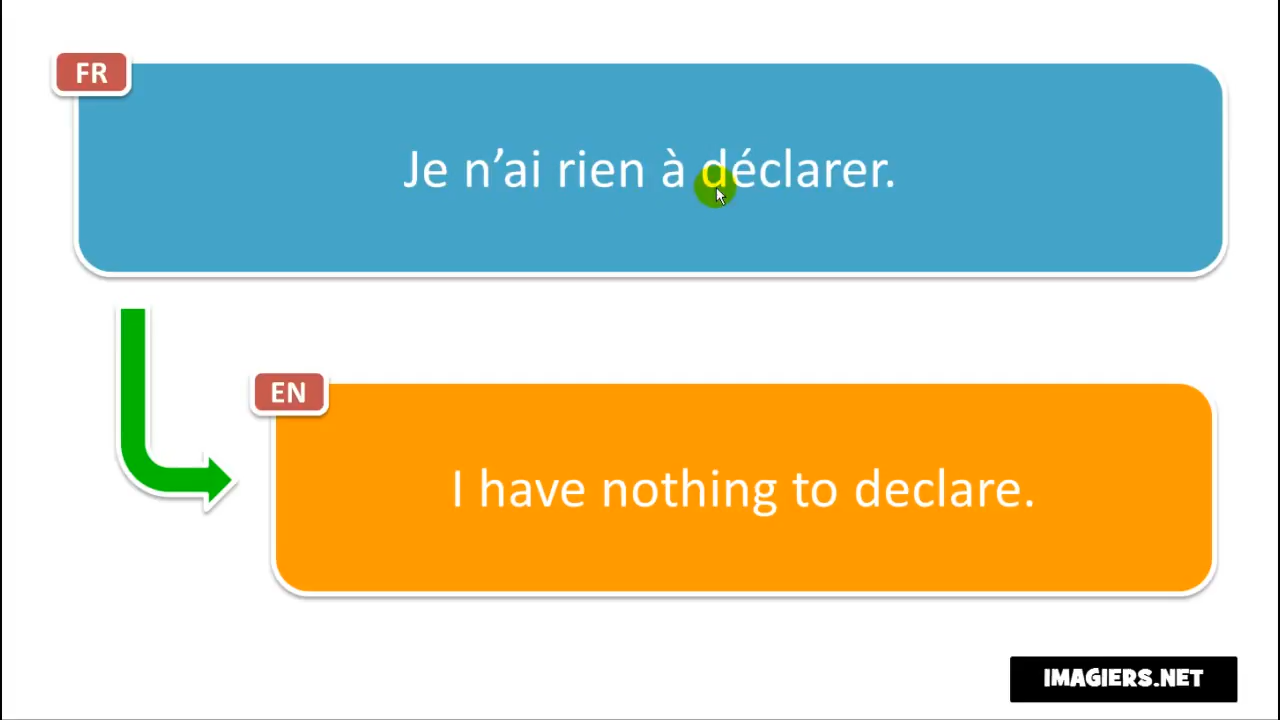 FR
Je n’ai rien à déclarer.
EN
I have nothing to declare.
IMAGIERS.NET